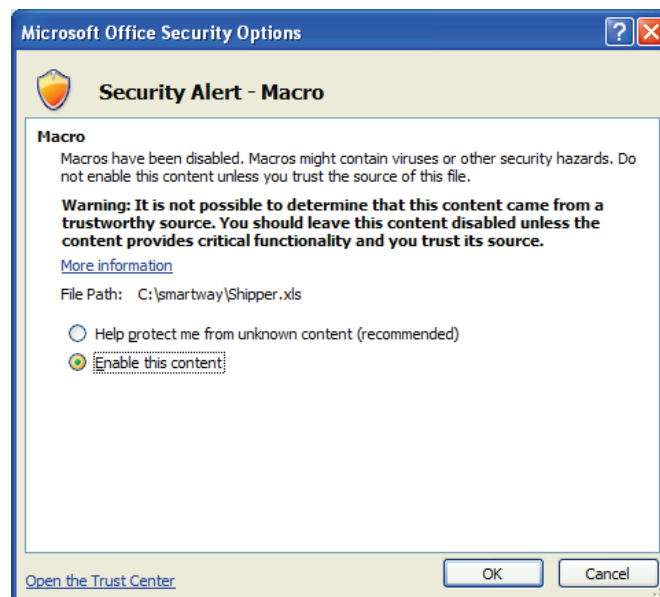 Microsoft Office Security Options
Security Alert - Macro
Macro
Macros have been disabled. Macros might contain viruses or other security hazards. Do
not enable this content unless you trust the source of this file.
Warning: It is not possible to determine that this content came from a
trustworthy source. You should leave this content disabled unless the
content provides critical functionality and you trust its source.
More information
File Path: C:\smartway\Shipper.xls
Help protect me from unknown content (recommended)
Enable this content
Open the Trust Center
OK
Cancel